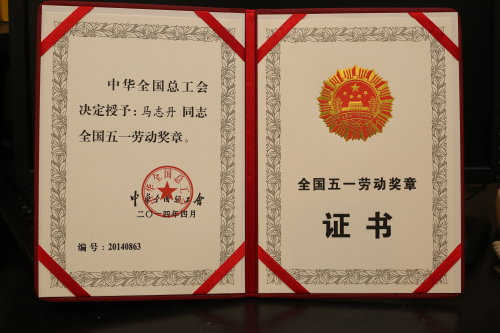 中华全国总工会
决定授予：马志丹 同志
全国五一劳动奖章。
中华全国总工会
二〇一四年四月
编号：20140863
全国五一劳动奖章
证书